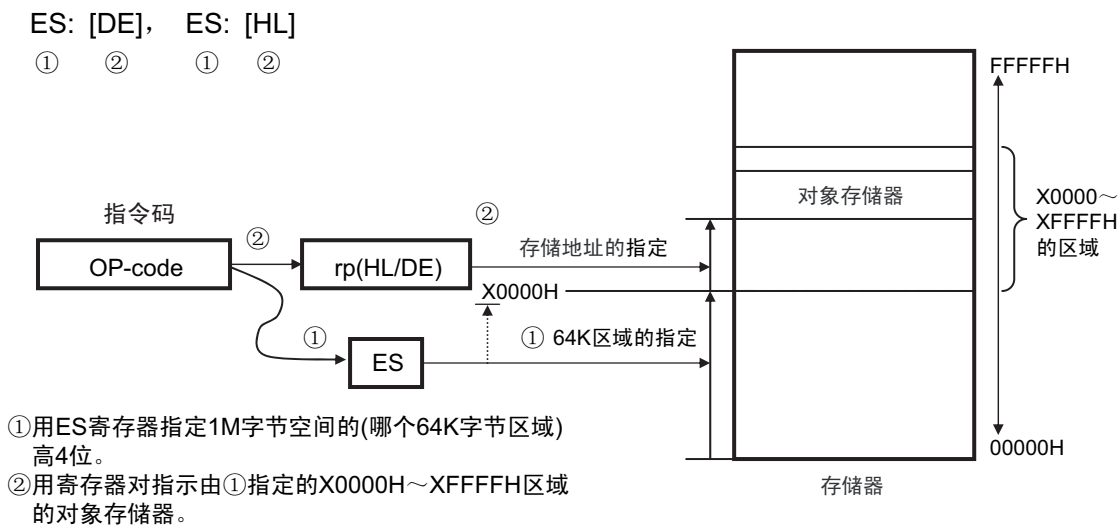 ES: [DE], ES: [HL]
① ② ① ②
FFFFFH
对象存储器
X0000～
XFFFFH
的区域
指令码
②
②
OP-code
rp(HL/DE)
存储地址的指定
X0000H
①
ES
① 64K区域的指定
00000H
存储器
①用ES寄存器指定1M字节空间的(哪个64K字节区域)
高4位。
②用寄存器对指示由①指定的X0000H～XFFFFH区域
的对象存储器。